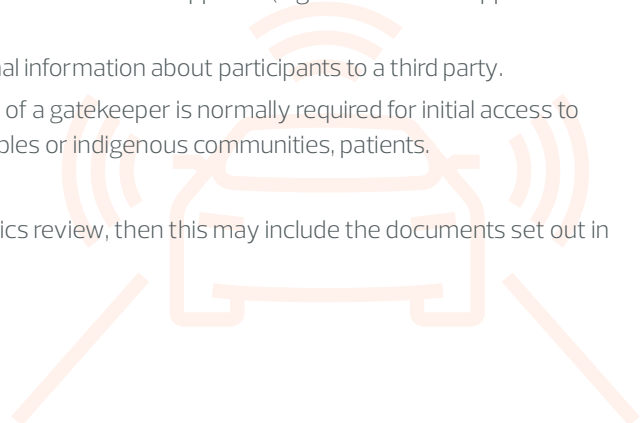 al information about participants to a third party.
of a gatekeeper is normally required for initial access to
ples or indigenous communities, patients.
ics review, then this may include the documents set out in